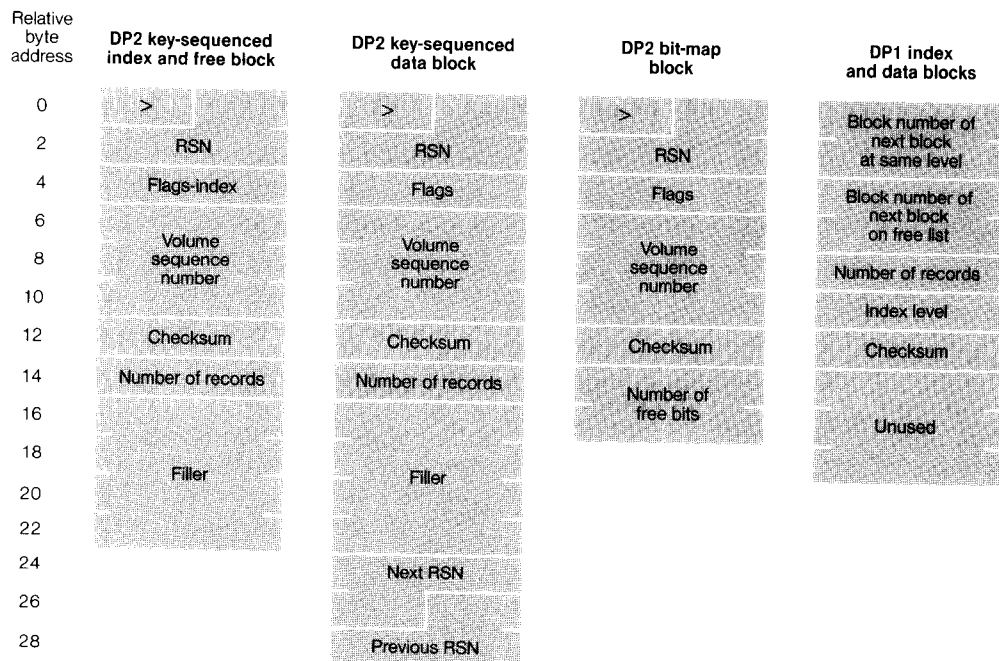 Relative
byte
address
DP2 key-sequenced
index and free block
DP2 key-sequenced
data block
DP2 bit-map
block
DP1 index
and data blocks
0
2
4
6
8
10
12
14
16
18
20
22
24
26
28
>
RSN
Flags-index
Volume
sequence
number
Checksum
Number of records
Filler
>
RSN
Flags
Volume
sequence
number
Checksum
Number of records
Filler
Next RSN
Previous RSN
>
RSN
Flags
Volume
sequence
number
Checksum
Number of
free bits
Block number of
next block
at same level
Block number of
next block
on free list
Number of records
Index level
Checksum
Unused